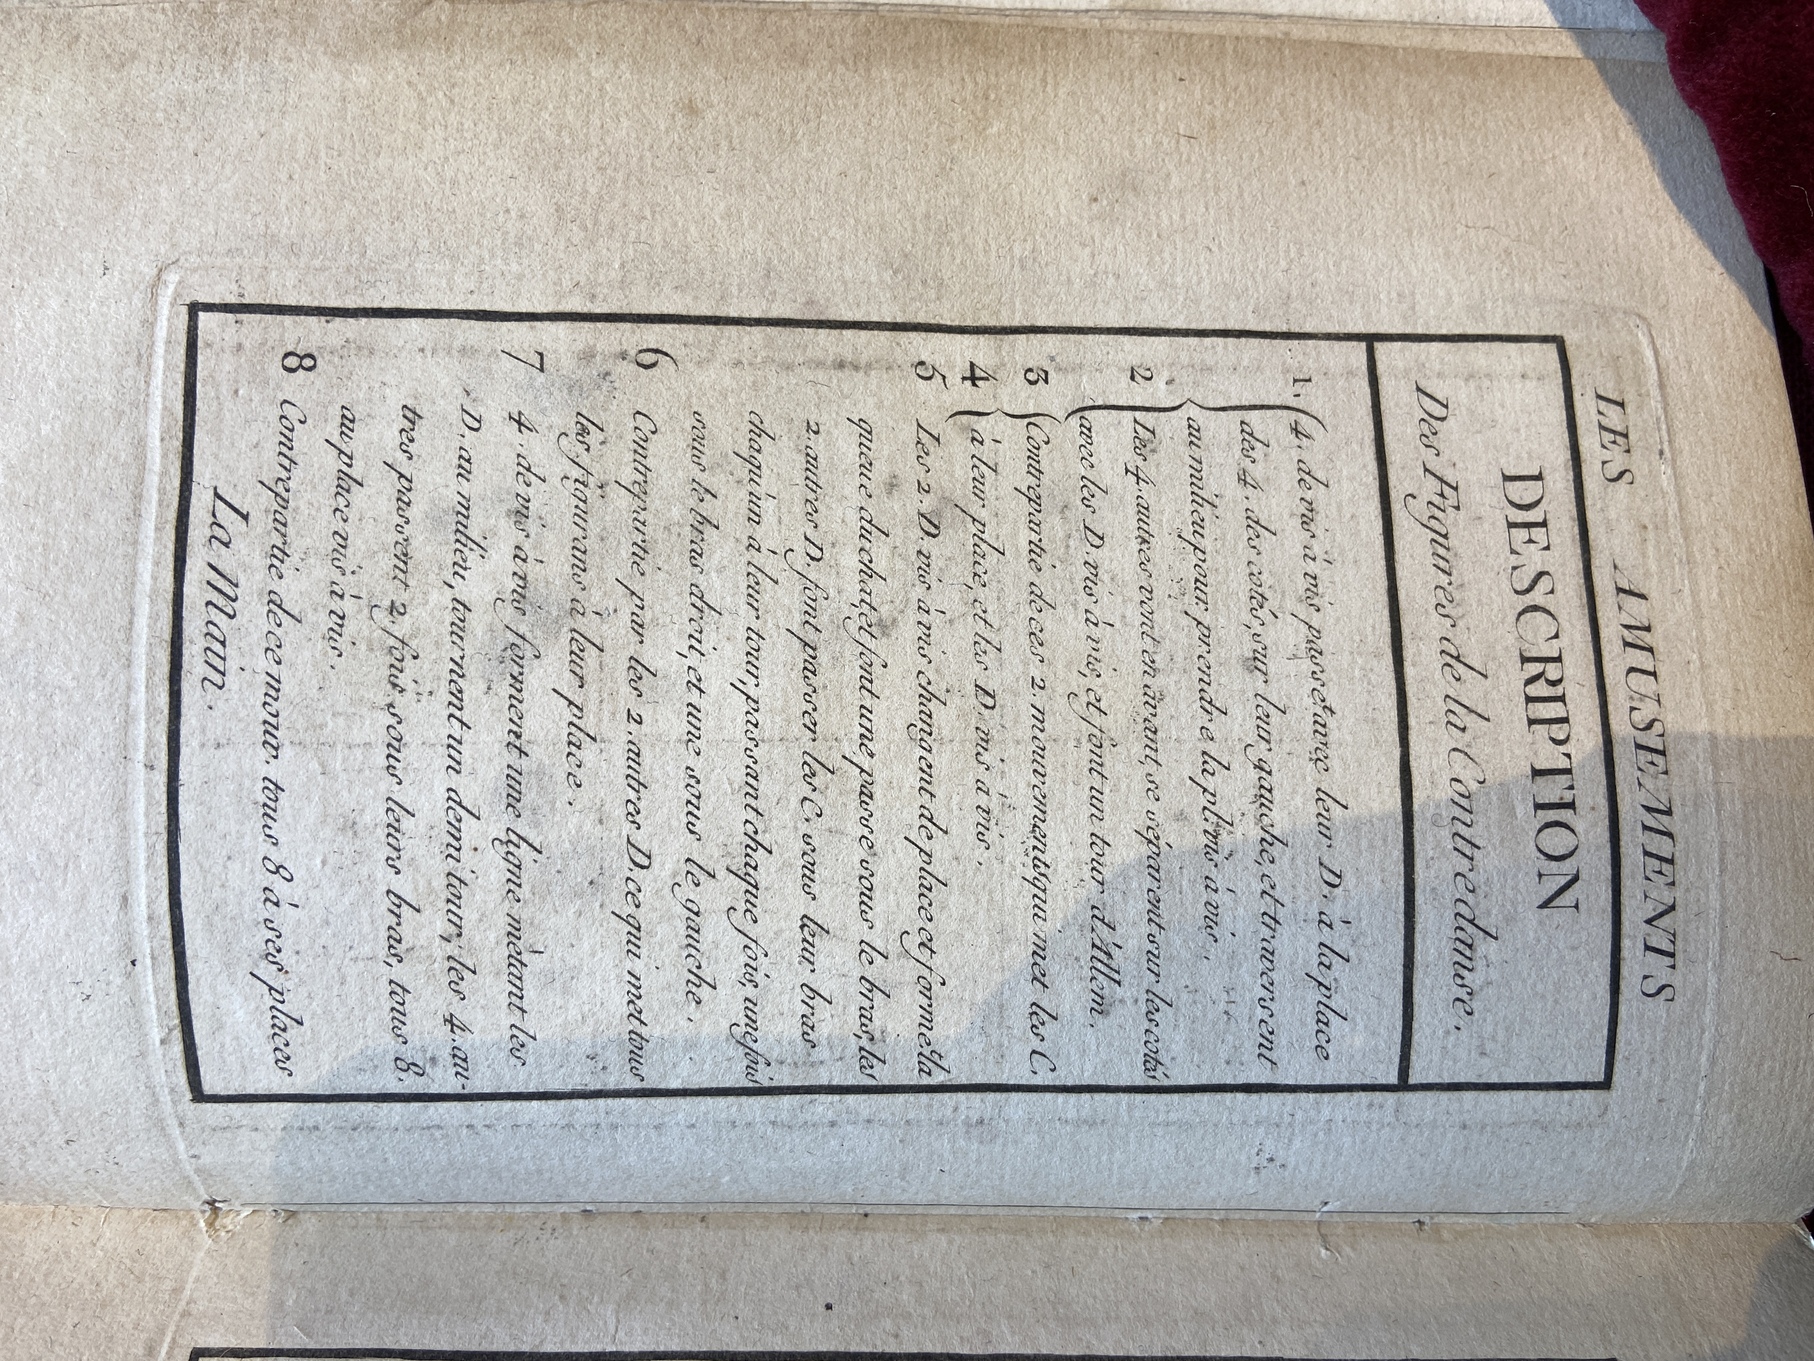 LES AMUSEMENTS
DESCRIPTION
Des Figures de la Contredanse.
1. 4. de vis à vis passet avec leur D. à la place
des 4. des cotés, sur leur gauche, et traversent
au milieu pour prendre la pl. vis à vis.
2 Les 4. autres vont en avant, se séparent sur les cotés
avec les D. vis à vis, et font un tour d'Allem.
3 Contrepartie de ces 2. mouvements qui met les C.
4 à leur place, et les D. vis à vis.
5 Les 2. D. vis à vis changent de place et formet la
queue du chat, et font une passe sous le bras, les
2. autres D. font passer les C. sous leur bras
chaqu'un à leur tour, passant chaque fois, une fois
sous le bras droit, et une sous le gauche.
6 Contrepartie par les 2. autres D. ce qui met tous
les figurans à leur place.
7 4. de vis à vis forment une ligne mètant les
D. au milieu, tournent un demi tour, les 4. au-
tres passent 2. fois sous leurs bras, tous 8.
au place vis à vis.
8 Contrepartie de ce mouv. tous 8 à ses places
La Main.